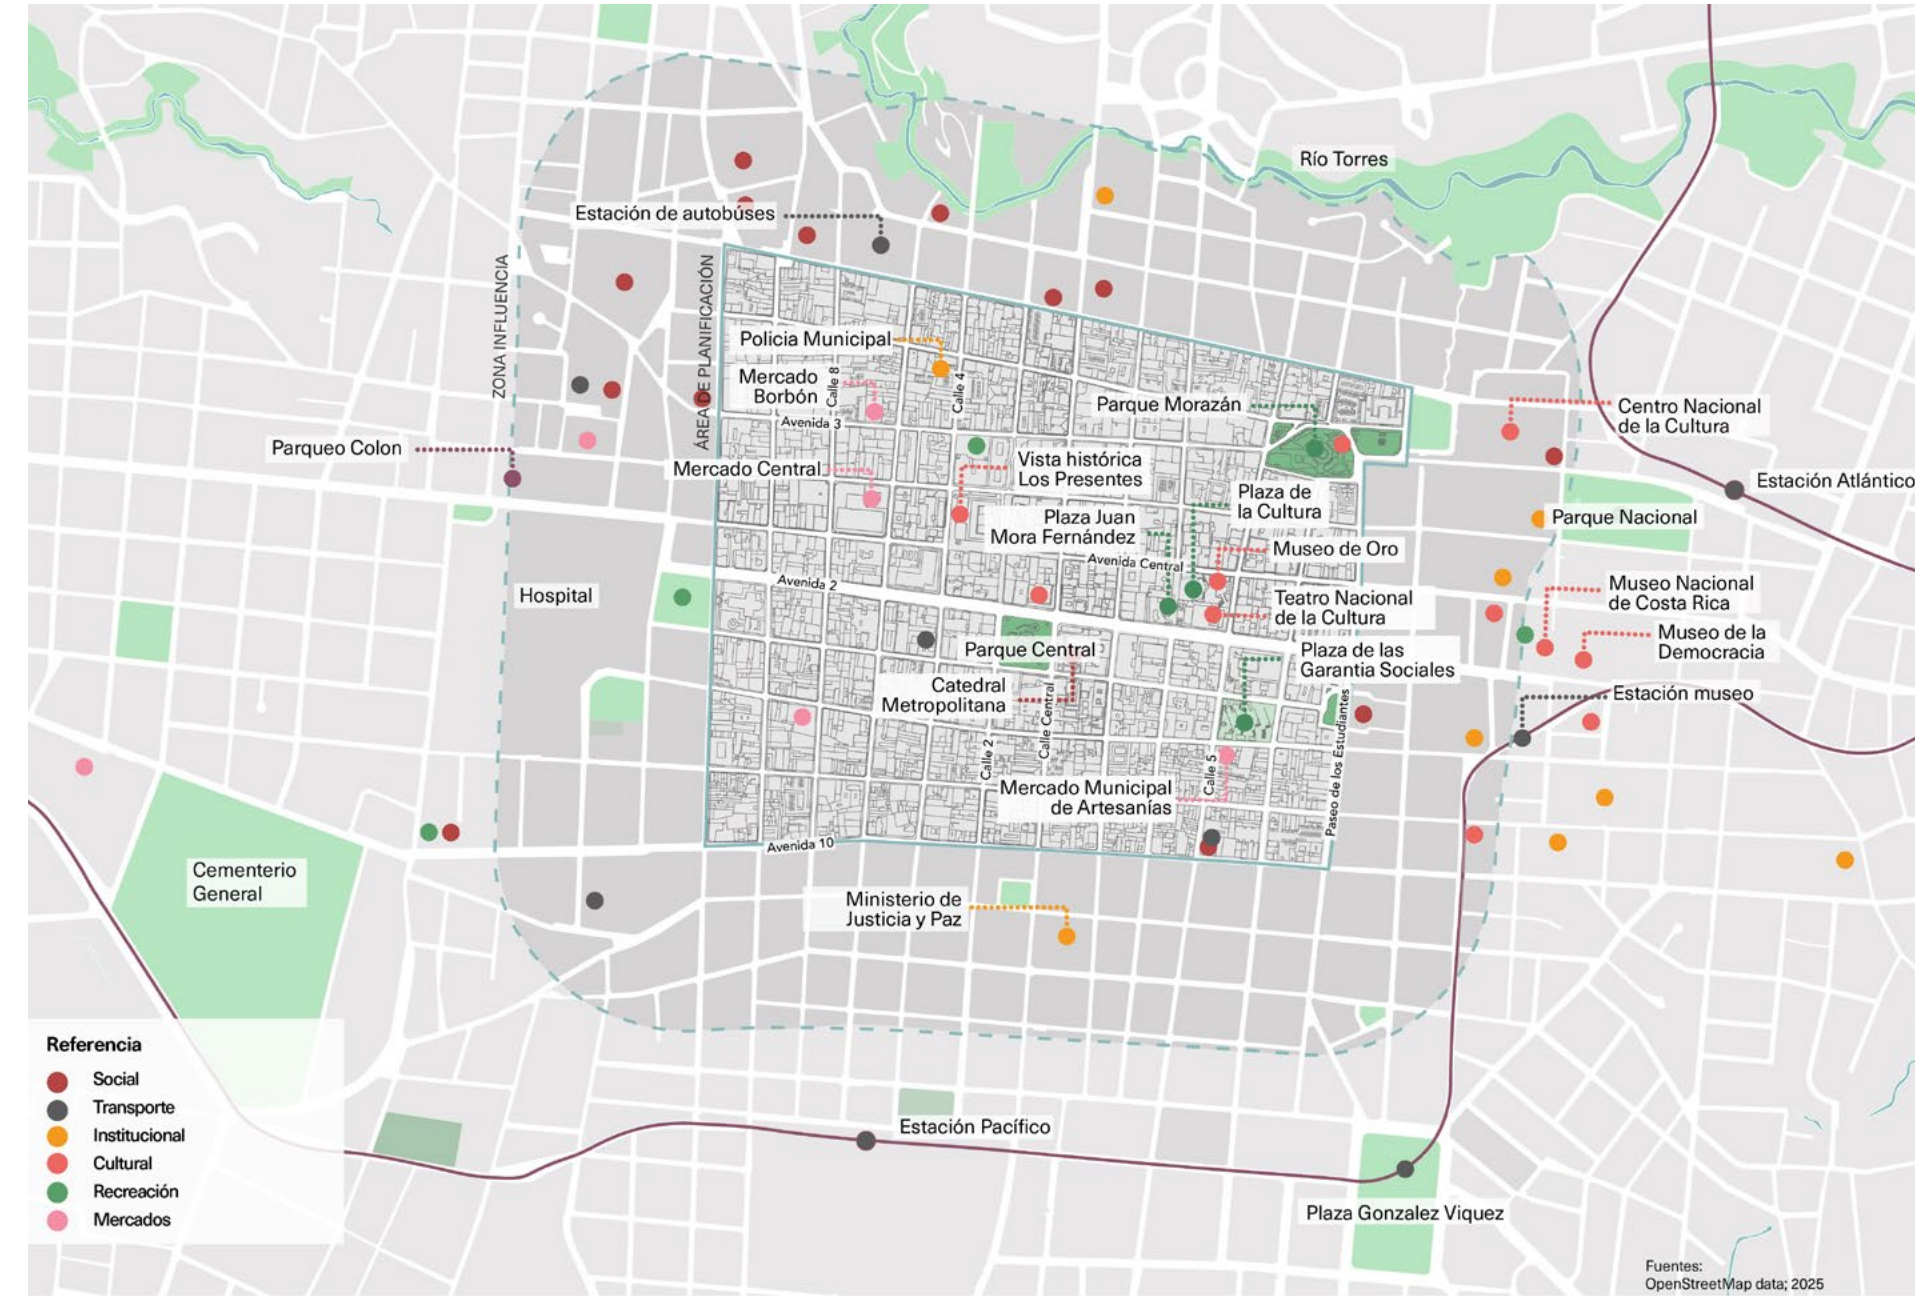 Río Torres
Estación de autobúses
ZONA INFLUENCIA
ÁREA DE PLANIFICACIÓN
Policia Municipal
Mercado
Borbón
Calle 8
Calle 4
Avenida 3
Parque Morazán
Centro Nacional
de la Cultura
Parqueo Colon
Mercado Central
Vista histórica
Los Presentes
Estación Atlántico
Plaza de
la Cultura
Parque Nacional
Plaza Juan
Mora Fernández
Museo de Oro
Avenida Central
Avenida 2
Hospital
Museo Nacional
de Costa Rica
Teatro Nacional
de la Cultura
Museo de la
Democracia
Parque Central
Plaza de las
Garantia Sociales
Catedral
Metropolitana
Estación museo
Calle Central
Calle 2
Calle 5
Paseo de los Estudiantes
Mercado Municipal
de Artesanías
Avenida 10
Cementerio
General
Ministerio de
Justicia y Paz
Referencia
Social
Transporte
Institucional
Cultural
Recreación
Mercados
Estación Pacífico
Plaza Gonzalez Viquez
Fuentes:
OpenStreetMap data; 2025